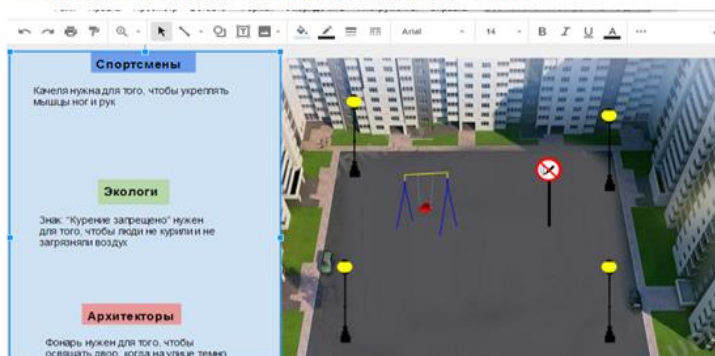 Arial
14
B I U A
Спортсмены
Качеля нужна для того, чтобы укреплять
мышцы ног и рук
Экологи
Знак: "Курение запрещено" нужен
для того, чтобы люди не курили и не
загрязняли воздух
Архитекторы
Фонарь нужен для того, чтобы
освещать двор, когда на улице темно